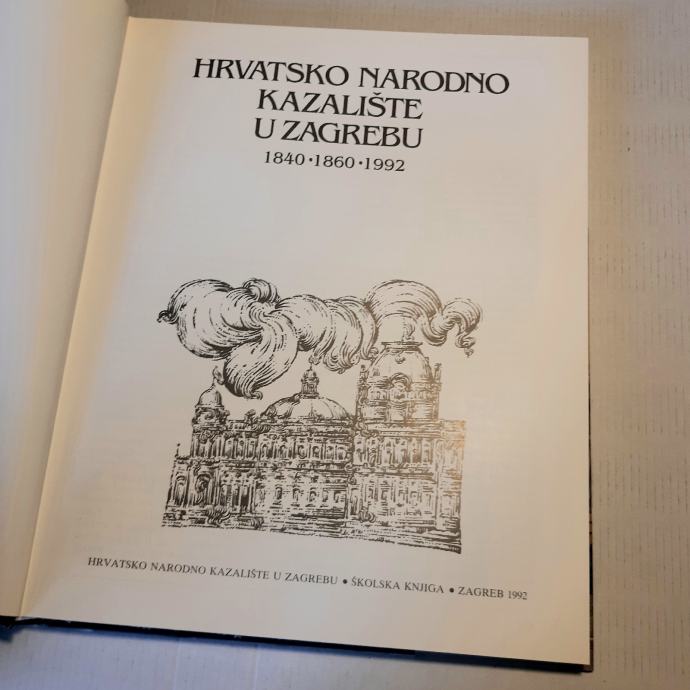 HRVATSKO NARODNO
KAZALIŠTE
U ZAGREBU
1840 • 1860 • 1992
HRVATSKO NARODNO KAZALIŠTE U ZAGREBU • ŠKOLSKA KNJIGA • ZAGREB 1992